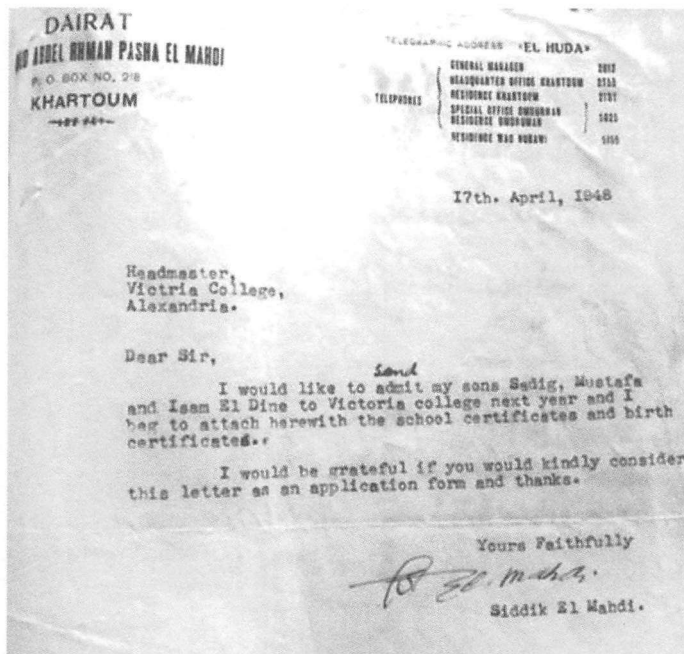 DAIRAT
ABDEL RHMAN PASHA EL MAHDI
P. O. BOX NO. 218
KHARTOUM
TELEGRAPHIC ADDRESS «EL HUDA»
TELEPHONES
GENERAL MANAGER
HEADQUARTER OFFICE KHARTOUM
RESIDENCE KHARTOUM
SPECIAL OFFICE OMDURMAN
RESIDENCE OMDURMAN
RESIDENCE WAD NUBAWI
17th. April, 1948
Headmaster,
Victria College,
Alexandria.
Dear Sir,
send
I would like to admit my sons Sadig, Mustafa
and Isam El Dine to Victoria college next year and I
beg to attach herewith the school certificates and birth
certificates.
I would be grateful if you would kindly consider
this letter as an application form and thanks.
Yours Faithfully
El Mahdi.
Siddik El Mahdi.